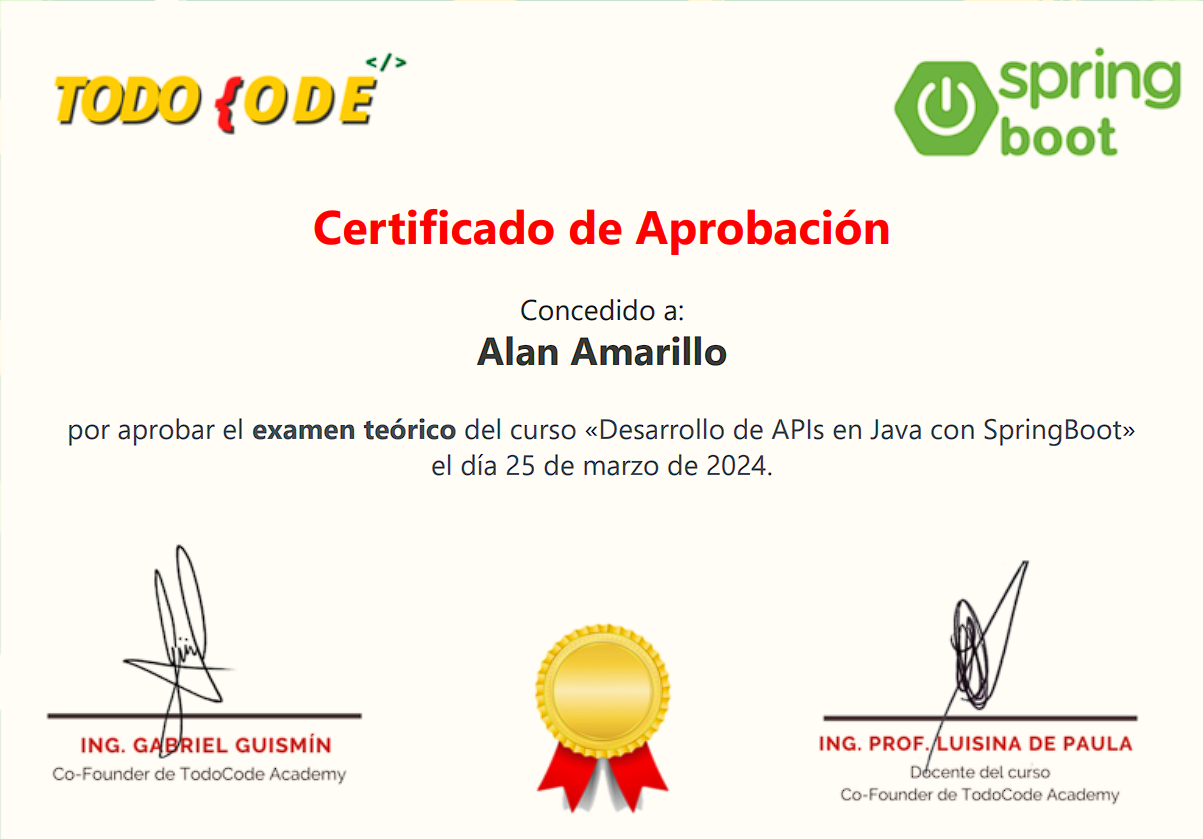 TODO {ODE </>
spring
boot
Certificado de Aprobación
Concedido a:
Alan Amarillo
por aprobar el examen teórico del curso «Desarrollo de APIs en Java con SpringBoot»
el día 25 de marzo de 2024.
ING. GABRIEL GUISMÍN
Co-Founder de TodoCode Academy
ING. PROF. LUISINA DE PAULA
Docente del curso
Co-Founder de TodoCode Academy